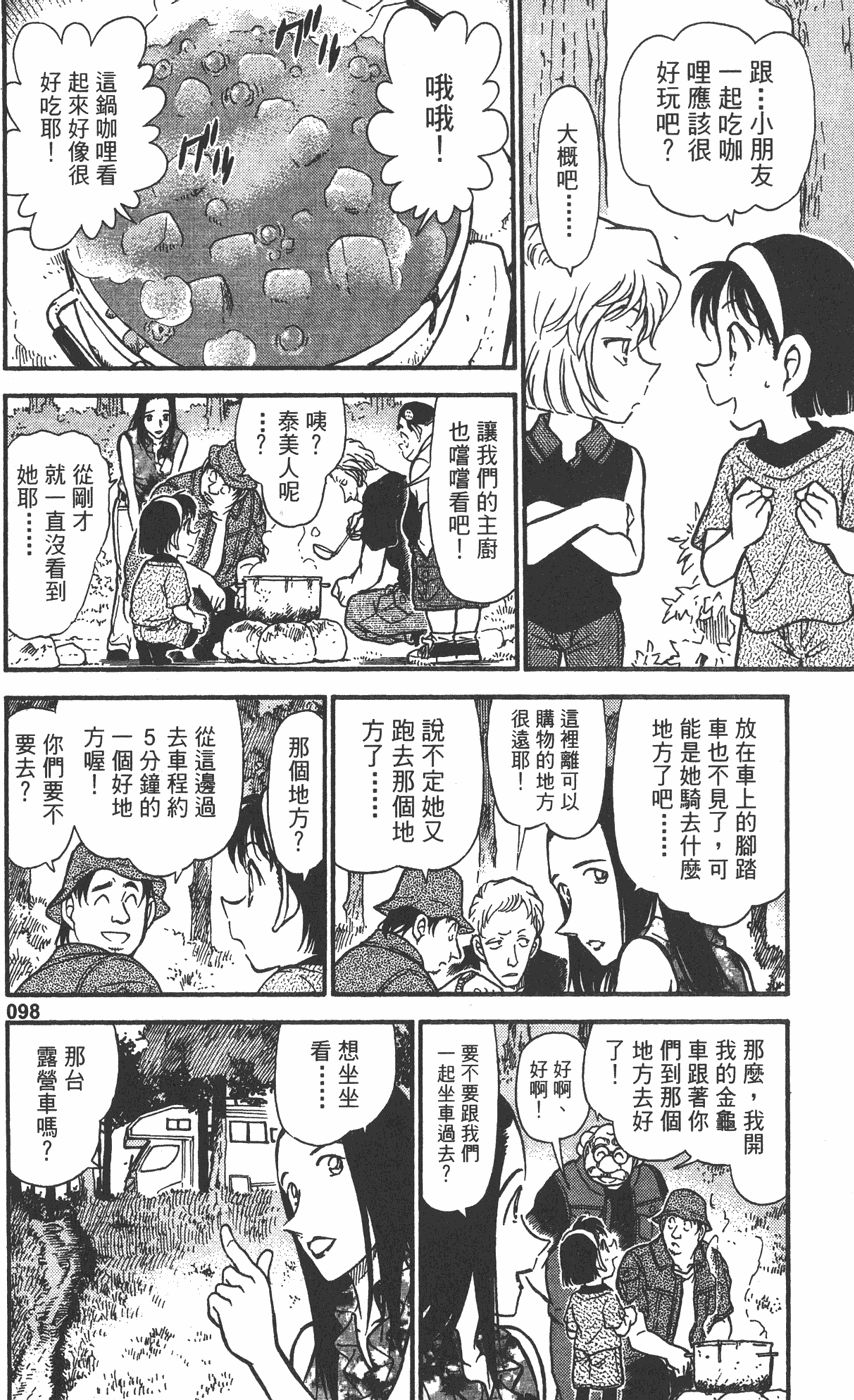 跟…小朋友
一起吃咖
哩應該很
好玩吧？
大概吧……
哦哦！
這鍋咖哩看
起來好像很
好吃耶！
讓我們的主廚
也嚐嚐看吧！
咦？
泰美人呢
…？
從剛才
就一直沒看到
她耶……
放在車上的腳踏
車也不見了，可
能是她騎去什麼
地方了吧……
這裡離可以
購物的地方
很遠耶！
說不定她又
跑去那個地
方了……
那個地方？
從這邊過
去車程約
5分鐘的
一個好地
方喔！
你們要不
要去？
098
那麼，我開
我的金龜
車跟著你
們到那個
地方去好
了！
好啊、
好啊！
要不要跟我們
一起坐車過去？
想坐坐
看……
那台
露營車嗎？